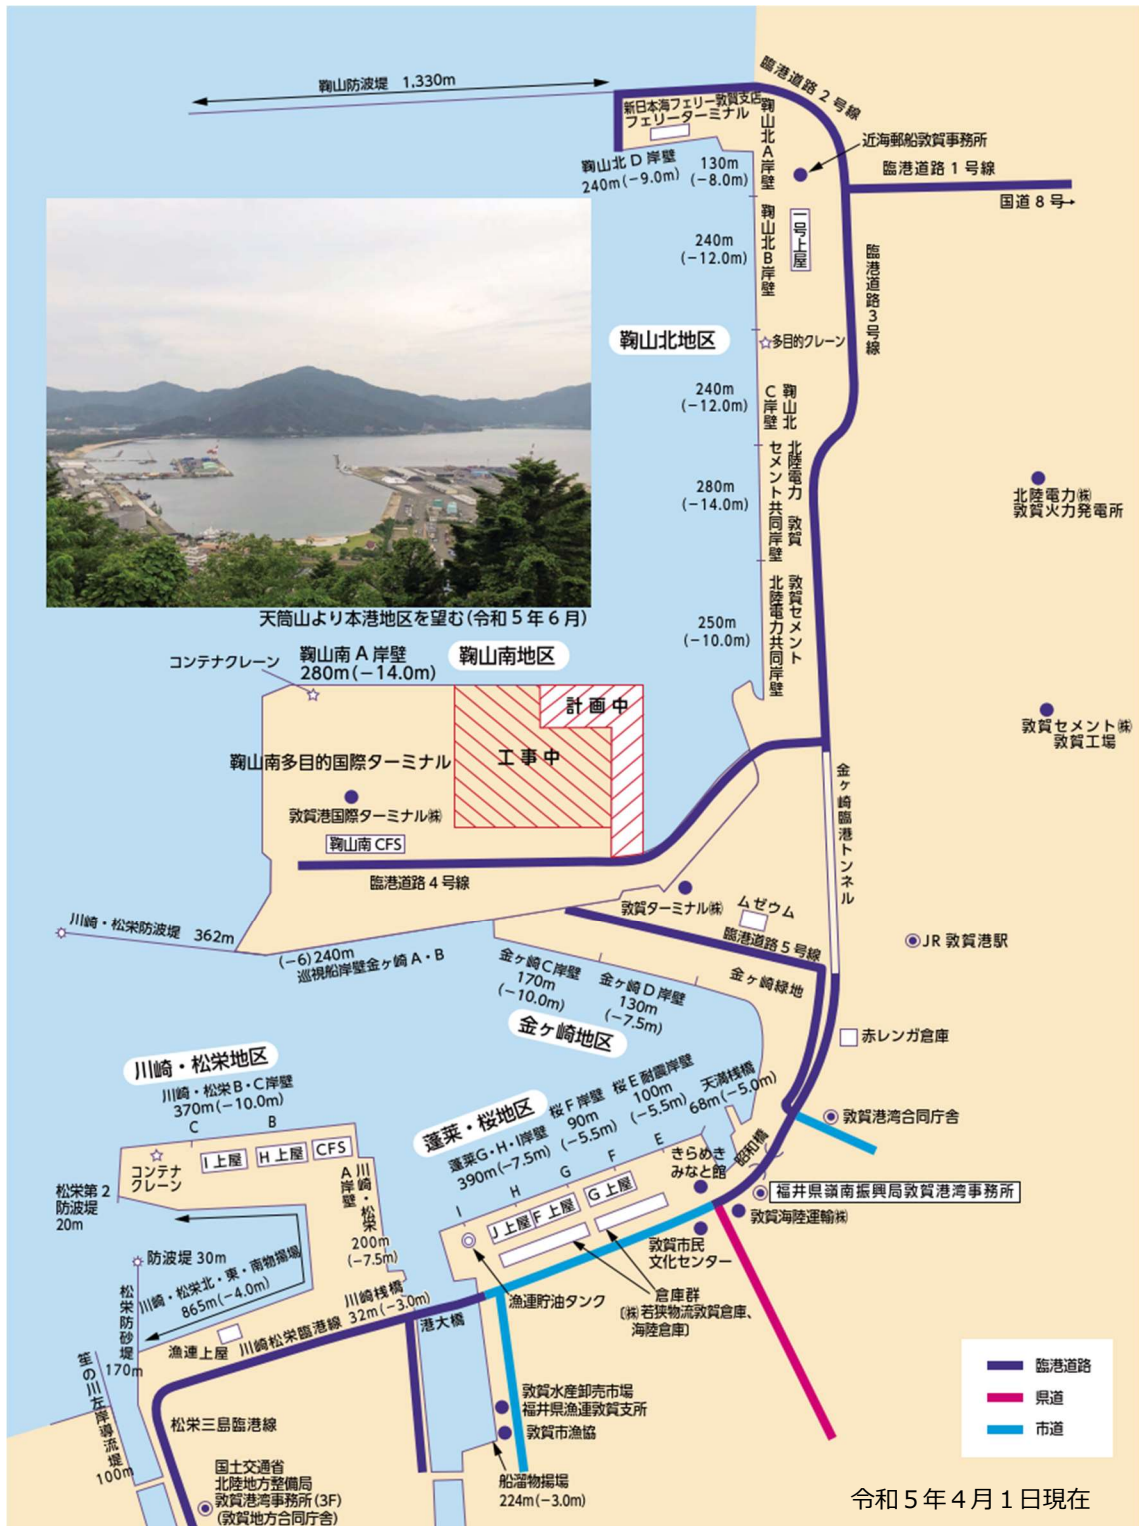 鞠山防波堤 1,330m
臨港道路2号線
新日本海フェリー敦賀支店
フェリーターミナル
鞠山北A岸壁
130m
(−8.0m)
鞠山北D岸壁
240m(−9.0m)
近海郵船敦賀事務所
臨港道路1号線
国道8号
鞠山北B岸壁
240m
(−12.0m)
一号上屋
臨港道路3号線
鞠山北地区
多目的クレーン
240m
(−12.0m)
鞠山北
C岸壁
280m
(−14.0m)
北陸電力 敦賀
セメント共同岸壁
北陸電力㈱
敦賀火力発電所
250m
(−10.0m)
敦賀セメント
北陸電力共同岸壁
天筒山より本港地区を望む(令和5年6月)
コンテナクレーン
鞠山南A岸壁
280m(−14.0m)
鞠山南地区
計画中
工事中
鞠山南多目的国際ターミナル
敦賀港国際ターミナル㈱
鞠山南CFS
臨港道路4号線
敦賀セメント㈱
敦賀工場
金ヶ崎臨港トンネル
川崎・松栄防波堤 362m
(−6)240m
巡視船岸壁金ヶ崎A・B
敦賀ターミナル㈱
ムゼウム
臨港道路5号線
JR敦賀港駅
金ヶ崎C岸壁
170m
(−10.0m)
金ヶ崎D岸壁
130m
(−7.5m)
金ヶ崎緑地
金ヶ崎地区
赤レンガ倉庫
川崎・松栄地区
川崎・松栄B・C岸壁
370m(−10.0m)
C
B
I上屋
H上屋
CFS
コンテナ
クレーン
川崎・松栄
A岸壁
200m
(−7.5m)
松栄第2
防波堤
20m
防波堤30m
川崎・松栄北・東・南物揚場
865m(−4.0m)
蓬莱・桜地区
蓬莱G・H・I岸壁
390m(−7.5m)
桜F岸壁
90m
(−5.5m)
桜E耐震岸壁
100m
(−5.5m)
天満桟橋
68m(−5.0m)
I
H
G
F
E
J上屋
F上屋
G上屋
きらめき
みなと館
昭和橋
敦賀港湾合同庁舎
福井県嶺南振興局敦賀港湾事務所
敦賀海陸運輸㈱
敦賀市民
文化センター
倉庫群
〔㈱若狭物流敦賀倉庫、
海陸倉庫〕
漁連貯油タンク
川崎桟橋
32m(−3.0m)
港大橋
川崎松栄臨港線
漁連上屋
松栄防砂堤
170m
笙の川左岸導流堤
100m
松栄三島臨港線
国土交通省
北陸地方整備局
敦賀港湾事務所(3F)
(敦賀地方合同庁舎)
敦賀水産卸売市場
福井県漁連敦賀支所
敦賀市漁協
船溜物揚場
224m(−3.0m)
臨港道路
県道
市道
令和5年4月1日現在